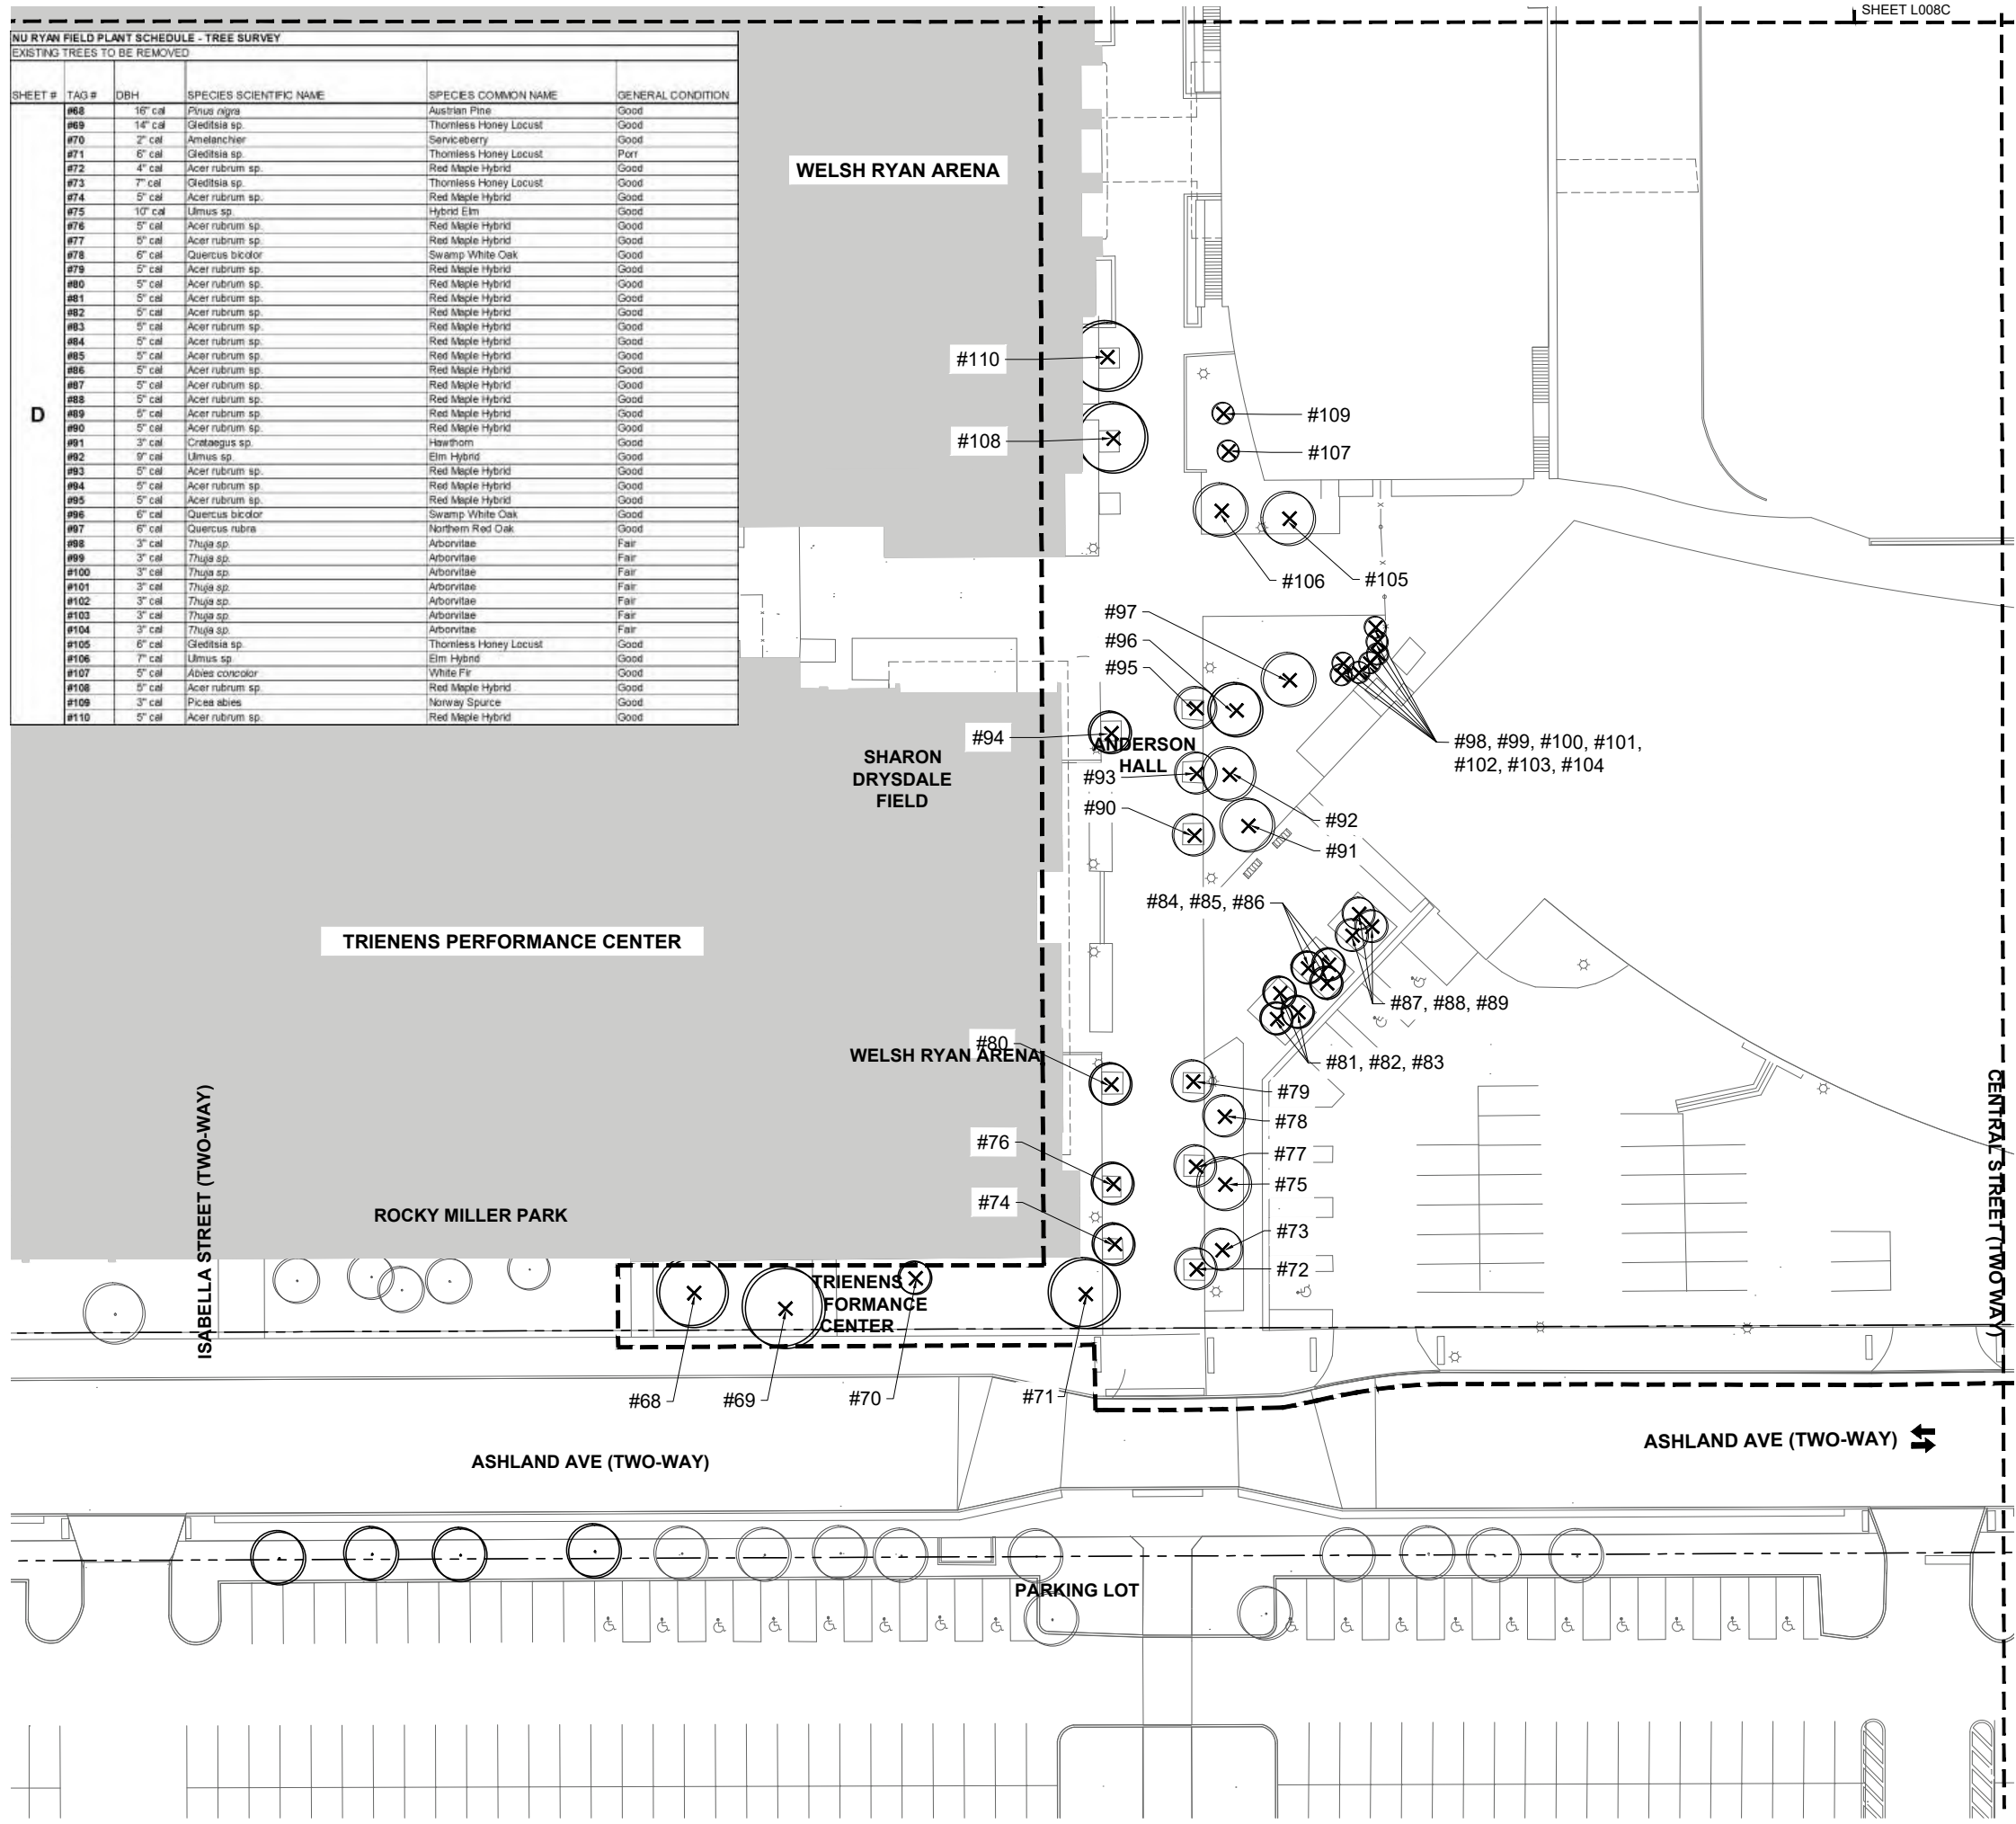 SHEET L008C
NU RYAN FIELD PLANT SCHEDULE - TREE SURVEY
EXISTING TREES TO BE REMOVED
SHEET # TAG # DBH SPECIES SCIENTIFIC NAME SPECIES COMMON NAME GENERAL CONDITION
D
#68 16" cal Pinus nigra Austrian Pine Good
#69 14" cal Gleditsia sp. Thornless Honey Locust Good
#70 2" cal Amelanchier Serviceberry Good
#71 6" cal Gleditsia sp. Thornless Honey Locust Porr
#72 4" cal Acer rubrum sp. Red Maple Hybrid Good
#73 7" cal Gleditsia sp. Thornless Honey Locust Good
#74 5" cal Acer rubrum sp. Red Maple Hybrid Good
#75 10" cal Ulmus sp. Hybrid Elm Good
#76 5" cal Acer rubrum sp. Red Maple Hybrid Good
#77 5" cal Acer rubrum sp. Red Maple Hybrid Good
#78 6" cal Quercus bicolor Swamp White Oak Good
#79 5" cal Acer rubrum sp. Red Maple Hybrid Good
#80 5" cal Acer rubrum sp. Red Maple Hybrid Good
#81 5" cal Acer rubrum sp. Red Maple Hybrid Good
#82 5" cal Acer rubrum sp. Red Maple Hybrid Good
#83 5" cal Acer rubrum sp. Red Maple Hybrid Good
#84 5" cal Acer rubrum sp. Red Maple Hybrid Good
#85 5" cal Acer rubrum sp. Red Maple Hybrid Good
#86 5" cal Acer rubrum sp. Red Maple Hybrid Good
#87 5" cal Acer rubrum sp. Red Maple Hybrid Good
#88 5" cal Acer rubrum sp. Red Maple Hybrid Good
#89 5" cal Acer rubrum sp. Red Maple Hybrid Good
#90 5" cal Acer rubrum sp. Red Maple Hybrid Good
#91 3" cal Crataegus sp. Hawthorn Good
#92 9" cal Ulmus sp. Elm Hybrid Good
#93 5" cal Acer rubrum sp. Red Maple Hybrid Good
#94 5" cal Acer rubrum sp. Red Maple Hybrid Good
#95 5" cal Acer rubrum sp. Red Maple Hybrid Good
#96 6" cal Quercus bicolor Swamp White Oak Good
#97 6" cal Quercus rubra Northern Red Oak Good
#98 3" cal Thuja sp. Arborvitae Fair
#99 3" cal Thuja sp. Arborvitae Fair
#100 3" cal Thuja sp. Arborvitae Fair
#101 3" cal Thuja sp. Arborvitae Fair
#102 3" cal Thuja sp. Arborvitae Fair
#103 3" cal Thuja sp. Arborvitae Fair
#104 3" cal Thuja sp. Arborvitae Fair
#105 6" cal Gleditsia sp. Thornless Honey Locust Good
#106 7" cal Ulmus sp. Elm Hybrid Good
#107 5" cal Abies concolor White Fir Good
#108 5" cal Acer rubrum sp. Red Maple Hybrid Good
#109 3" cal Picea abies Norway Spurce Good
#110 5" cal Acer rubrum sp. Red Maple Hybrid Good
WELSH RYAN ARENA
#110
#109
#108
#107
#106
#105
#97
#96
#95
#94
ANDERSON
HALL
#93
#90
#98, #99, #100, #101,
#102, #103, #104
SHARON
DRYSDALE
FIELD
#92
#91
#84, #85, #86
TRIENENS PERFORMANCE CENTER
#87, #88, #89
#80
WELSH RYAN ARENA
#81, #82, #83
#79
#78
#76
#77
#75
#74
#73
#72
ROCKY MILLER PARK
ISABELLA STREET (TWO-WAY)
CENTRAL STREET (TWOWAY)
TRIENENS
FORMANCE
CENTER
#68
#69
#70
#71
ASHLAND AVE (TWO-WAY)
ASHLAND AVE (TWO-WAY)
PARKING LOT